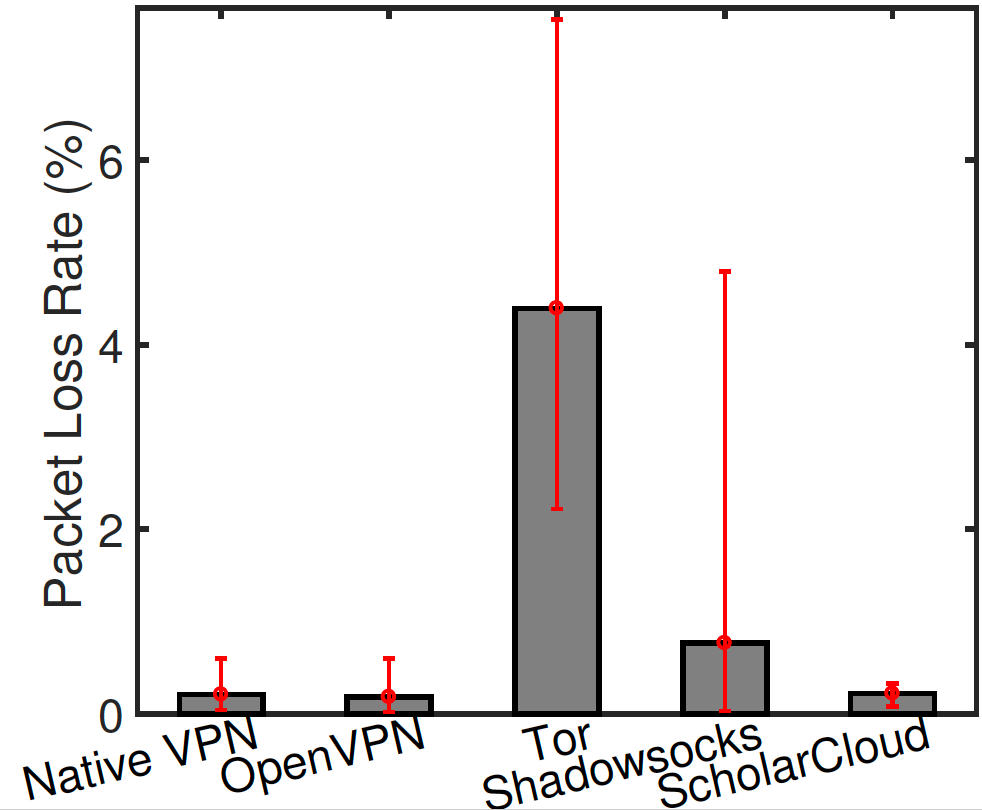 Packet Loss Rate (%)
6
4
2
0
Native VPN
OpenVPN
Tor
Shadowsocks
ScholarCloud